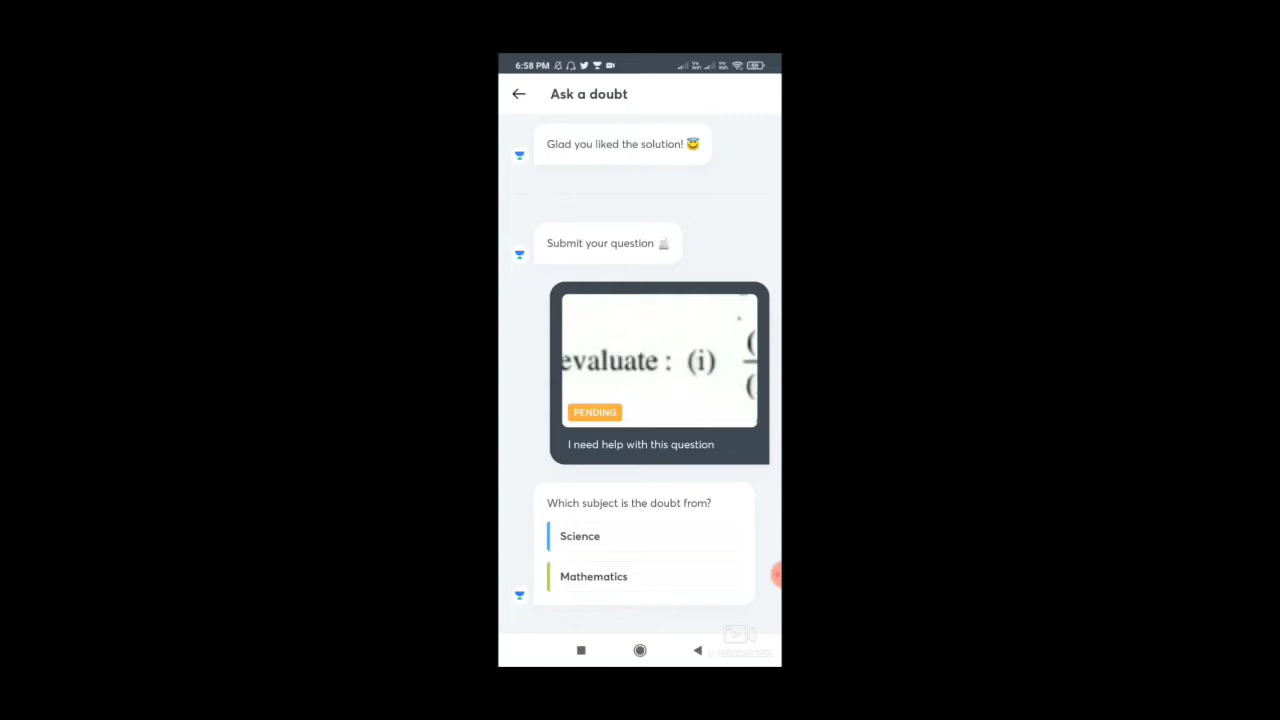 6:58 PM
Ask a doubt
Glad you liked the solution!
Submit your question
evaluate : (i)
(
(
PENDING
I need help with this question
Which subject is the doubt from?
Science
Mathematics